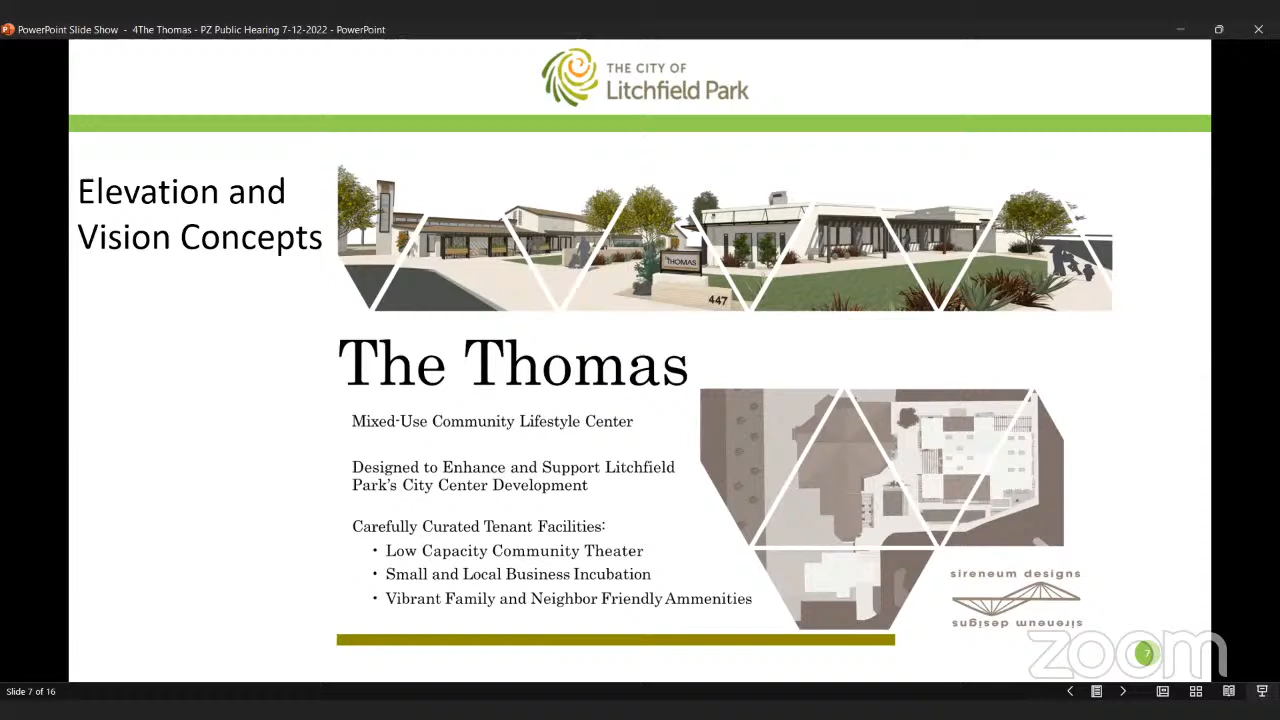 PowerPoint Slide Show - 4The Thomas - PZ Public Hearing 7-12-2022 - PowerPoint
THE CITY OF
Litchfield Park
Elevation and
Vision Concepts
THOMAS
447
The Thomas
Mixed-Use Community Lifestyle Center
Designed to Enhance and Support Litchfield
Park's City Center Development
Carefully Curated Tenant Facilities:
• Low Capacity Community Theater
• Small and Local Business Incubation
• Vibrant Family and Neighbor Friendly Ammenities
sireneum designs
sireneum designs
zoom
7
Slide 7 of 16